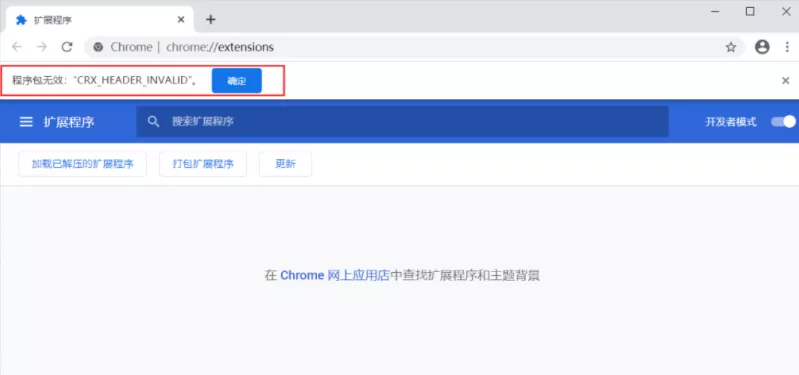 扩展程序
Chrome | chrome://extensions
程序包无效："CRX_HEADER_INVALID"。 确定
扩展程序 搜索扩展程序 开发者模式
加载已解压的扩展程序 打包扩展程序 更新
在 Chrome 网上应用店中查找扩展程序和主题背景